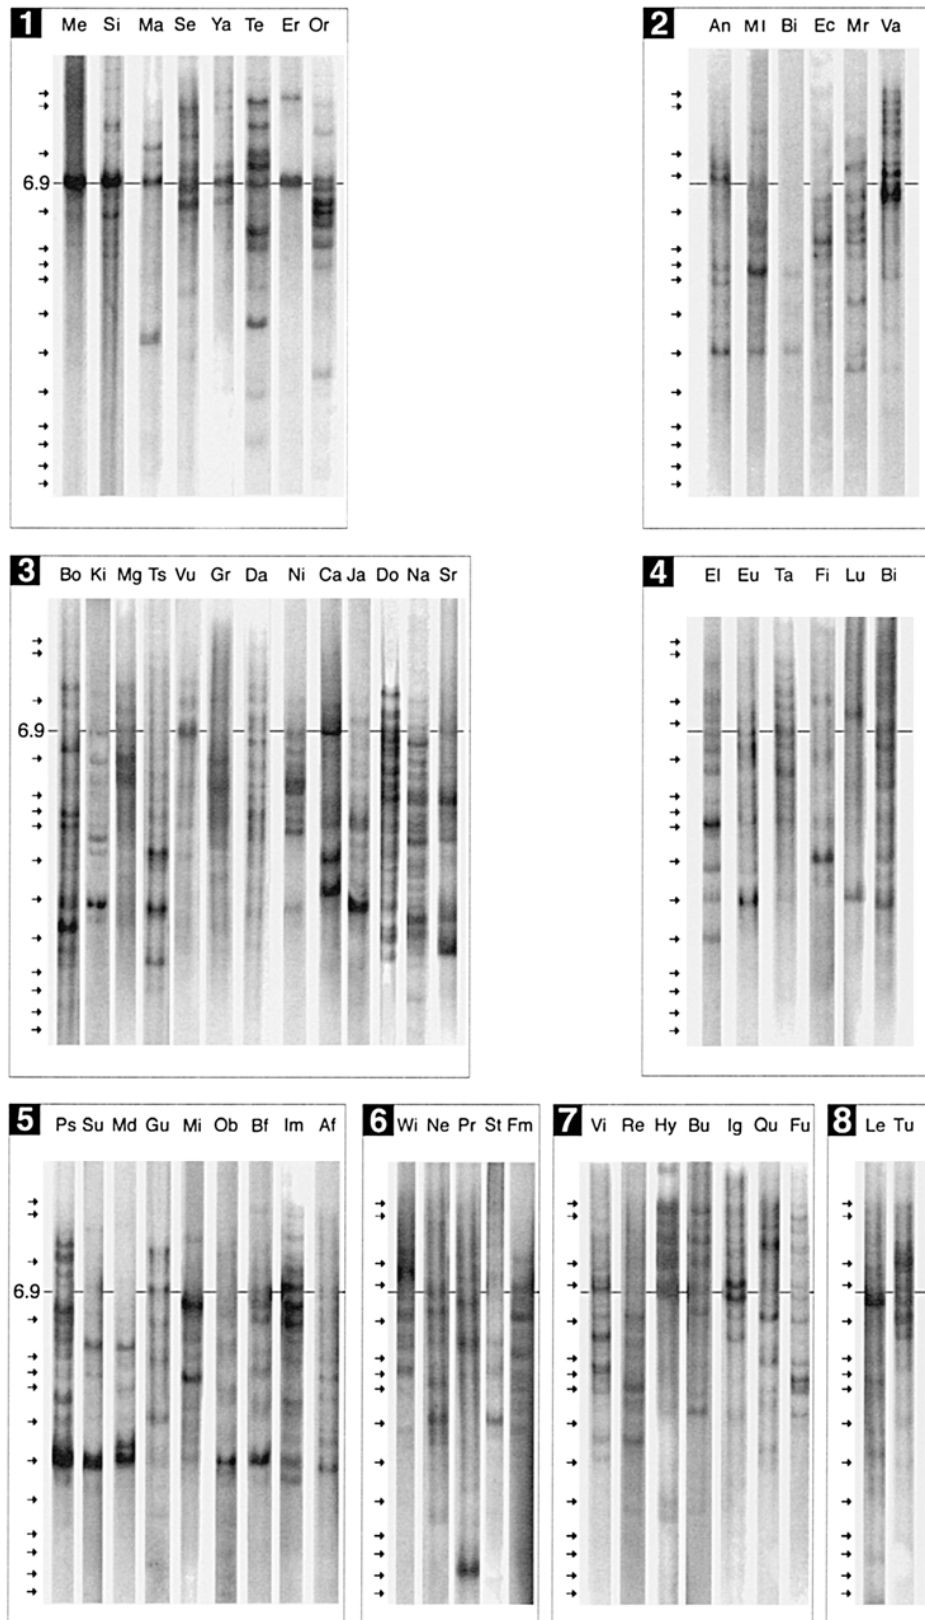 1 Me Si Ma Se Ya Te Er Or
6.9
2 An MI Bi Ec Mr Va
3 Bo Ki Mg Ts Vu Gr Da Ni Ca Ja Do Na Sr
6.9
4 El Eu Ta Fi Lu Bi
5 Ps Su Md Gu Mi Ob Bf Im Af
6.9
6 Wi Ne Pr St Fm
7 Vi Re Hy Bu Ig Qu Fu
8 Le Tu